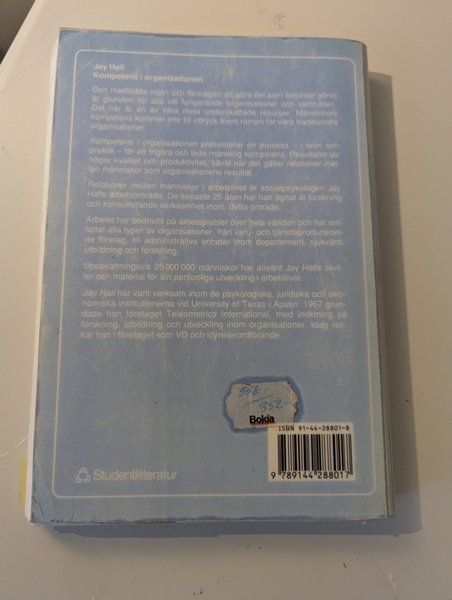 Jay Hall
Kompetens i organisationen
Den medfödda viljan och förmågan att göra det som behöver göras
är grunden för alla väl fungerande organisationer och samhällen.
Det här är en av våra mest underskattade resurser. Människors
kompetens kommer inte till uttryck inom ramen för våra traditionella
organisationer.
Kompetens i organisationen presenterar en process – i teori och
praktik – för att frigöra och leda mänsklig kompetens. Resultatet blir
högre kvalitet och produktivitet, såväl när det gäller relationer mel-
lan människor som organisationens resultat.
Relationer mellan människor i arbetslivet är socialpsykologen Jay
Halls arbetsområde. De senaste 25 åren har han ägnat åt forskning
och konsulterande verksamhet inom detta område.
Arbetet har bedrivits på arbetsplatser över hela världen och har om-
fattat alla typer av organisationer, från varu- och tjänsteproduceran-
de företag, till administrativa enheter inom departement, sjukvård,
utbildning och forskning.
Uppskattningsvis 25 000 000 människor har använt Jay Halls skrif-
ter och material för sin personliga utveckling i arbetslivet.
Jay Hall har varit verksam inom de psykologiska, juridiska och eko-
nomiska institutionerna vid University of Texas i Austin. 1967 grun-
dade han företaget Teleometrics International, med inriktning på
forskning, utbildning och utveckling inom organisationer. Idag ver-
kar han i företaget som VD och styrelseordförande.
558.-
352.-
Bokia
ISBN 91-44-28801-8
9 789144 288017
Studentlitteratur